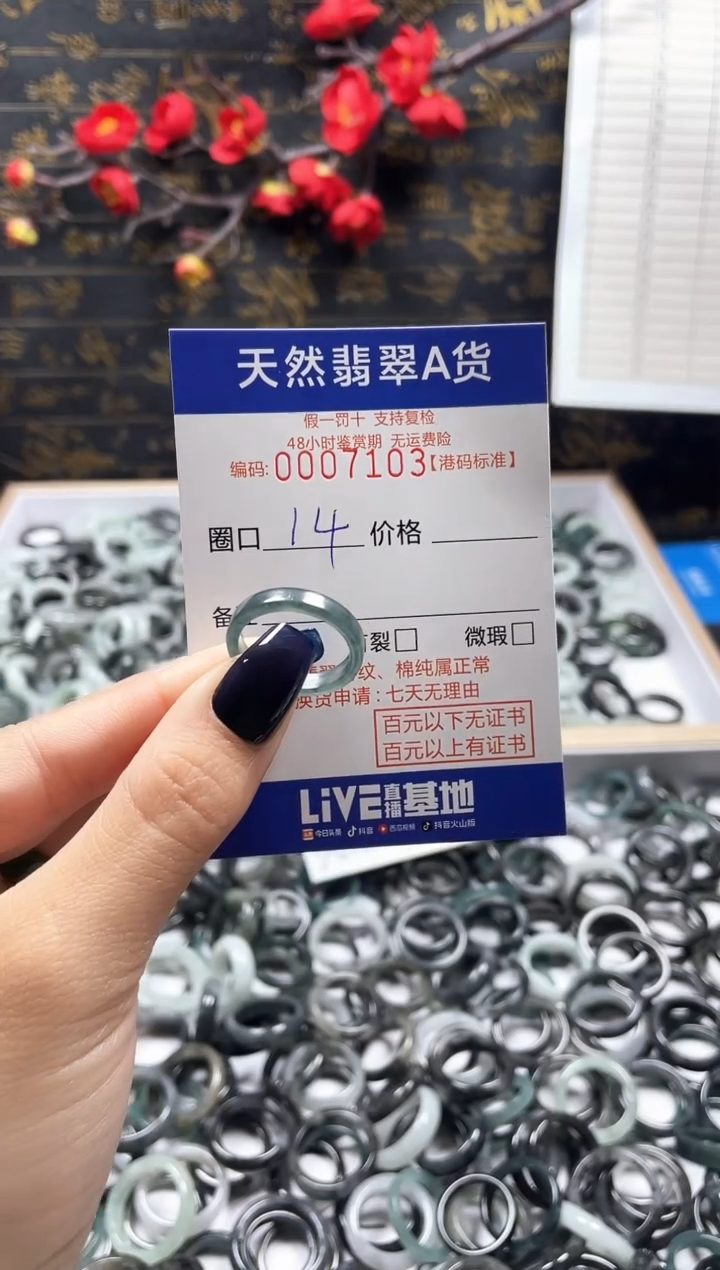 天然翡翠A货
假一罚十 支持复检
48小时鉴赏期 无运费险
编码:0007103【港码标准】
圈口 14 价格
备
裂□ 微瑕□
纹、棉纯属正常
换货申请:七天无理由
百元以下无证书
百元以上有证书
LiVE直播基地
今日头条 抖音 西瓜视频 抖音火山版